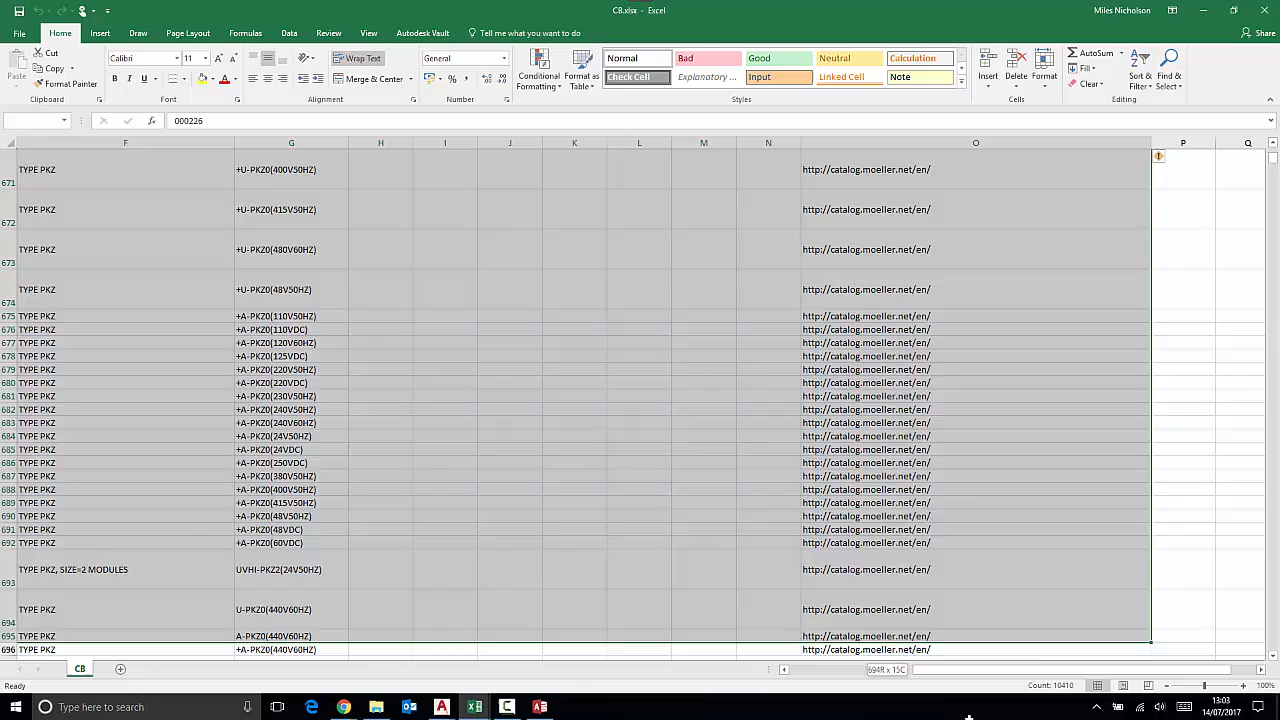 CB.xlsx - Excel
Miles Nicholson
File Home Insert Draw Page Layout Formulas Data Review View Autodesk Vault Tell me what you want to do Share
Paste Cut Copy Format Painter Clipboard
Calibri 11 B I U A Font
Wrap Text Merge & Center Alignment
General % Number
Conditional Formatting Format as Table
Normal Bad Good Neutral Calculation
Check Cell Explanatory ... Input Linked Cell Note
Styles
Insert Delete Format Cells
AutoSum Fill Clear Sort & Filter Find & Select Editing
fx 000226
F G H I J K L M N O P Q
671 TYPE PKZ +U-PKZ0(400V50HZ) http://catalog.moeller.net/en/
672 TYPE PKZ +U-PKZ0(415V50HZ) http://catalog.moeller.net/en/
673 TYPE PKZ +U-PKZ0(480V60HZ) http://catalog.moeller.net/en/
674 TYPE PKZ +U-PKZ0(48V50HZ) http://catalog.moeller.net/en/
675 TYPE PKZ +A-PKZ0(110V50HZ) http://catalog.moeller.net/en/
676 TYPE PKZ +A-PKZ0(110VDC) http://catalog.moeller.net/en/
677 TYPE PKZ +A-PKZ0(120V60HZ) http://catalog.moeller.net/en/
678 TYPE PKZ +A-PKZ0(125VDC) http://catalog.moeller.net/en/
679 TYPE PKZ +A-PKZ0(220V50HZ) http://catalog.moeller.net/en/
680 TYPE PKZ +A-PKZ0(220VDC) http://catalog.moeller.net/en/
681 TYPE PKZ +A-PKZ0(230V50HZ) http://catalog.moeller.net/en/
682 TYPE PKZ +A-PKZ0(240V50HZ) http://catalog.moeller.net/en/
683 TYPE PKZ +A-PKZ0(240V60HZ) http://catalog.moeller.net/en/
684 TYPE PKZ +A-PKZ0(24V50HZ) http://catalog.moeller.net/en/
685 TYPE PKZ +A-PKZ0(24VDC) http://catalog.moeller.net/en/
686 TYPE PKZ +A-PKZ0(250VDC) http://catalog.moeller.net/en/
687 TYPE PKZ +A-PKZ0(380V50HZ) http://catalog.moeller.net/en/
688 TYPE PKZ +A-PKZ0(400V50HZ) http://catalog.moeller.net/en/
689 TYPE PKZ +A-PKZ0(415V50HZ) http://catalog.moeller.net/en/
690 TYPE PKZ +A-PKZ0(48V50HZ) http://catalog.moeller.net/en/
691 TYPE PKZ +A-PKZ0(48VDC) http://catalog.moeller.net/en/
692 TYPE PKZ +A-PKZ0(60VDC) http://catalog.moeller.net/en/
693 TYPE PKZ, SIZE=2 MODULES UVHI-PKZ2(24V50HZ) http://catalog.moeller.net/en/
694 TYPE PKZ U-PKZ0(440V60HZ) http://catalog.moeller.net/en/
695 TYPE PKZ A-PKZ0(440V60HZ) http://catalog.moeller.net/en/
696 TYPE PKZ +A-PKZ0(440V60HZ) http://catalog.moeller.net/en/
CB 694R x 15C
Ready Count: 10410 100%
Type here to search 13:03
14/07/2017